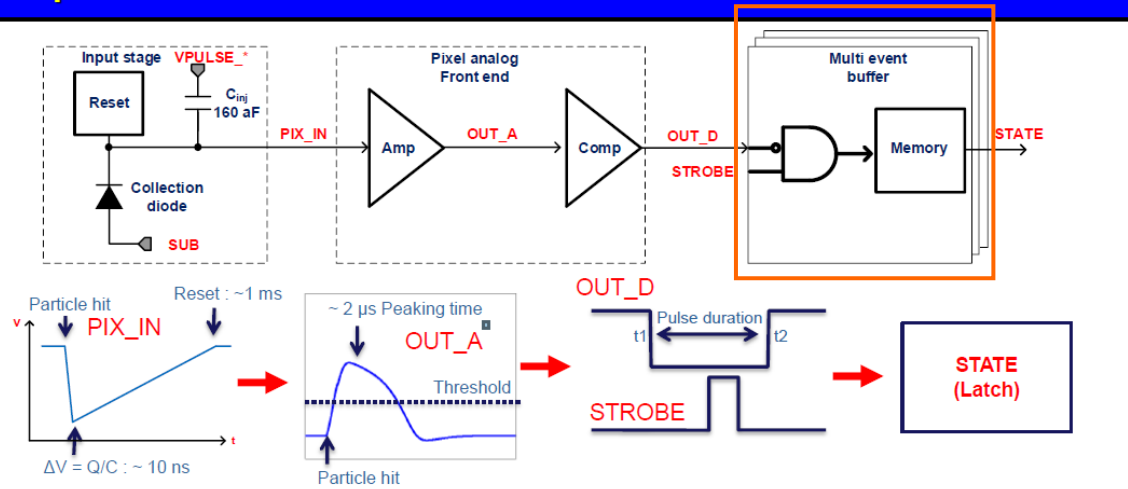 Input stage
VPULSE_*
Reset
Cinj
160 aF
PIX_IN
Collection
diode
SUB
Pixel analog
Front end
Amp
OUT_A
Comp
OUT_D
STROBE
Multi event
buffer
Memory
STATE
Particle hit
Reset : ~1 ms
V
PIX_IN
t
ΔV = Q/C : ~ 10 ns
~ 2 µs Peaking time
OUT_A
Threshold
Particle hit
OUT_D
Pulse duration
t1
t2
STROBE
STATE
(Latch)